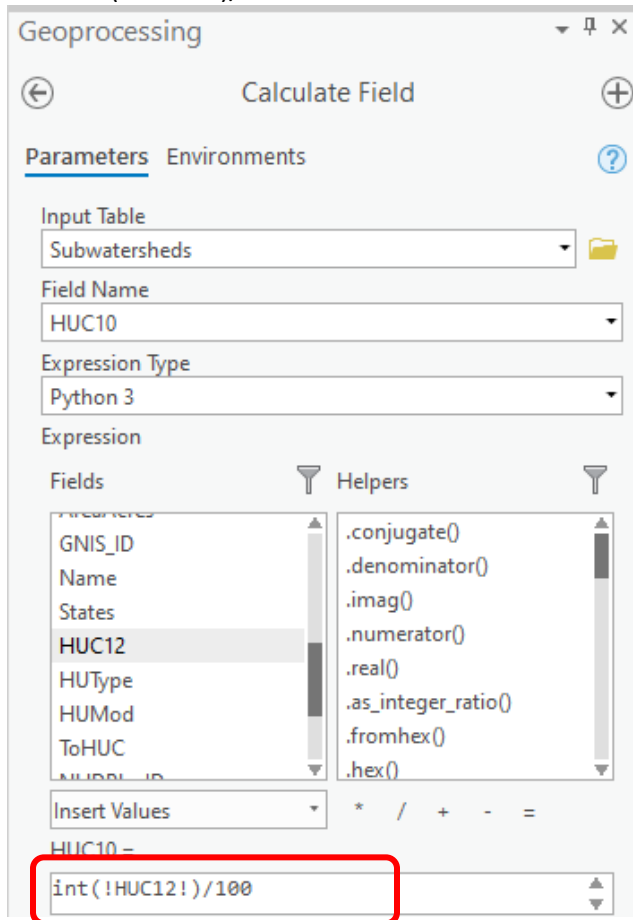 Geoprocessing
Calculate Field
Parameters Environments
Input Table
Subwatersheds
Field Name
HUC10
Expression Type
Python 3
Expression
Fields Helpers
GNIS_ID
Name
States
HUC12
HUType
HUMod
ToHUC
.conjugate()
.denominator()
.imag()
.numerator()
.real()
.as_integer_ratio()
.fromhex()
.hex()
Insert Values * / + - =
HUC10 =
int(!HUC12!)/100